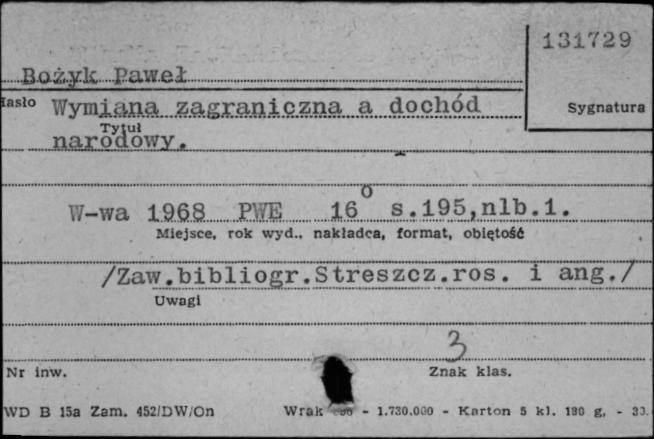 131729
Bożyk Paweł
Hasło Wymiana zagraniczna a dochód
Sygnatura
Tytuł
narodowy.
W-wa 1968 PWE 16° s.195,nlb.1.
Miejsce, rok wyd., nakładca, format, objętość
/Zaw.bibliogr.Streszcz.ros. i ang./
Uwagi
3
Nr inw.
Znak klas.
WD B 15a Zam. 452/DW/On Wrak - 1.730.000 - Karton 5 kl. 180 g, - 33.